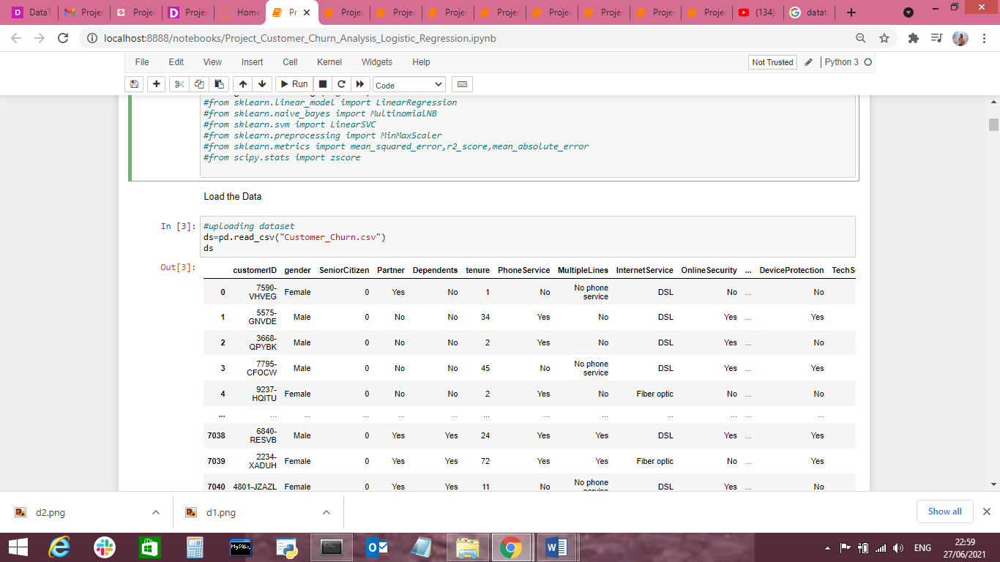 DataT Projec Projec Projec Home Pr Projec Projec Projec Projec Projec Projec Projec Projec (134) datat
localhost:8888/notebooks/Project_Customer_Churn_Analysis_Logistic_Regression.ipynb
File Edit View Insert Cell Kernel Widgets Help Not Trusted Python 3
Run Code
#from sklearn.linear_model import LinearRegression
#from sklearn.naive_bayes import MultinomialNB
#from sklearn.svm import LinearSVC
#from sklearn.preprocessing import MinMaxScaler
#from sklearn.metrics import mean_squared_error,r2_score,mean_absolute_error
#from scipy.stats import zscore
Load the Data
In [3]: #uploading dataset
ds=pd.read_csv("Customer_Churn.csv")
ds
Out[3]:
customerID gender SeniorCitizen Partner Dependents tenure PhoneService MultipleLines InternetService OnlineSecurity ... DeviceProtection TechSu
0 7590-VHVEG Female 0 Yes No 1 No No phone service DSL No ... No
1 5575-GNVDE Male 0 No No 34 Yes No DSL Yes ... Yes
2 3668-QPYBK Male 0 No No 2 Yes No DSL Yes ... No
3 7795-CFOCW Male 0 No No 45 No No phone service DSL Yes ... Yes
4 9237-HQITU Female 0 No No 2 Yes No Fiber optic No ... No
... ... ... ... ... ... ... ... ... ... ... ... ...
7038 6840-RESVB Male 0 Yes Yes 24 Yes Yes DSL Yes ... Yes
7039 2234-XADUH Female 0 Yes Yes 72 Yes Yes Fiber optic No ... Yes
7040 4801-JZAZL Female 0 Yes Yes 11 No No phone service DSL Yes ... No
d2.png d1.png Show all
MySQL ENG 22:59
27/06/2021